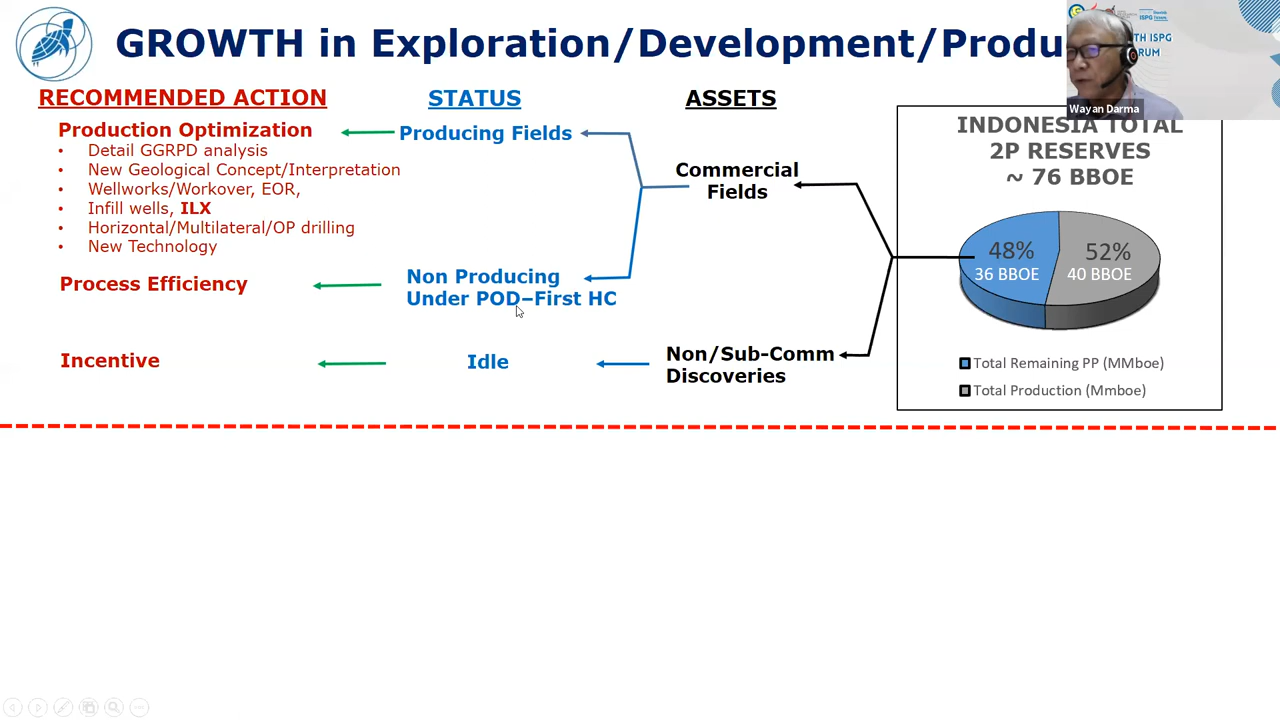 GROWTH in Exploration/Development/Produ
TH ISPG
RUM
Wayan Darma
RECOMMENDED ACTION
STATUS
ASSETS
Production Optimization
• Detail GGRPD analysis
• New Geological Concept/Interpretation
• Wellworks/Workover, EOR,
• Infill wells, ILX
• Horizontal/Multilateral/OP drilling
• New Technology
Producing Fields
Commercial
Fields
Process Efficiency
Non Producing
Under POD–First HC
Incentive
Idle
Non/Sub-Comm
Discoveries
INDONESIA TOTAL
2P RESERVES
~ 76 BBOE
48%
36 BBOE
52%
40 BBOE
Total Remaining PP (MMboe)
Total Production (Mmboe)